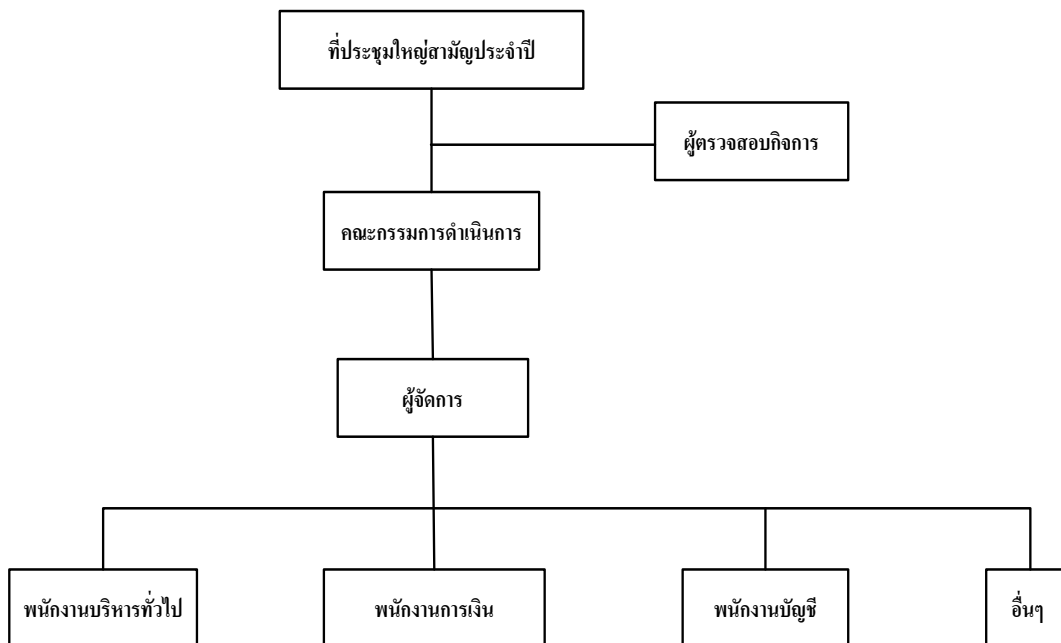 ที่ประชุมใหญ่สามัญประจำปี
ผู้ตรวจสอบกิจการ
คณะกรรมการดำเนินการ
ผู้จัดการ
พนักงานบริหารทั่วไป
พนักงานการเงิน
พนักงานบัญชี
อื่นๆ